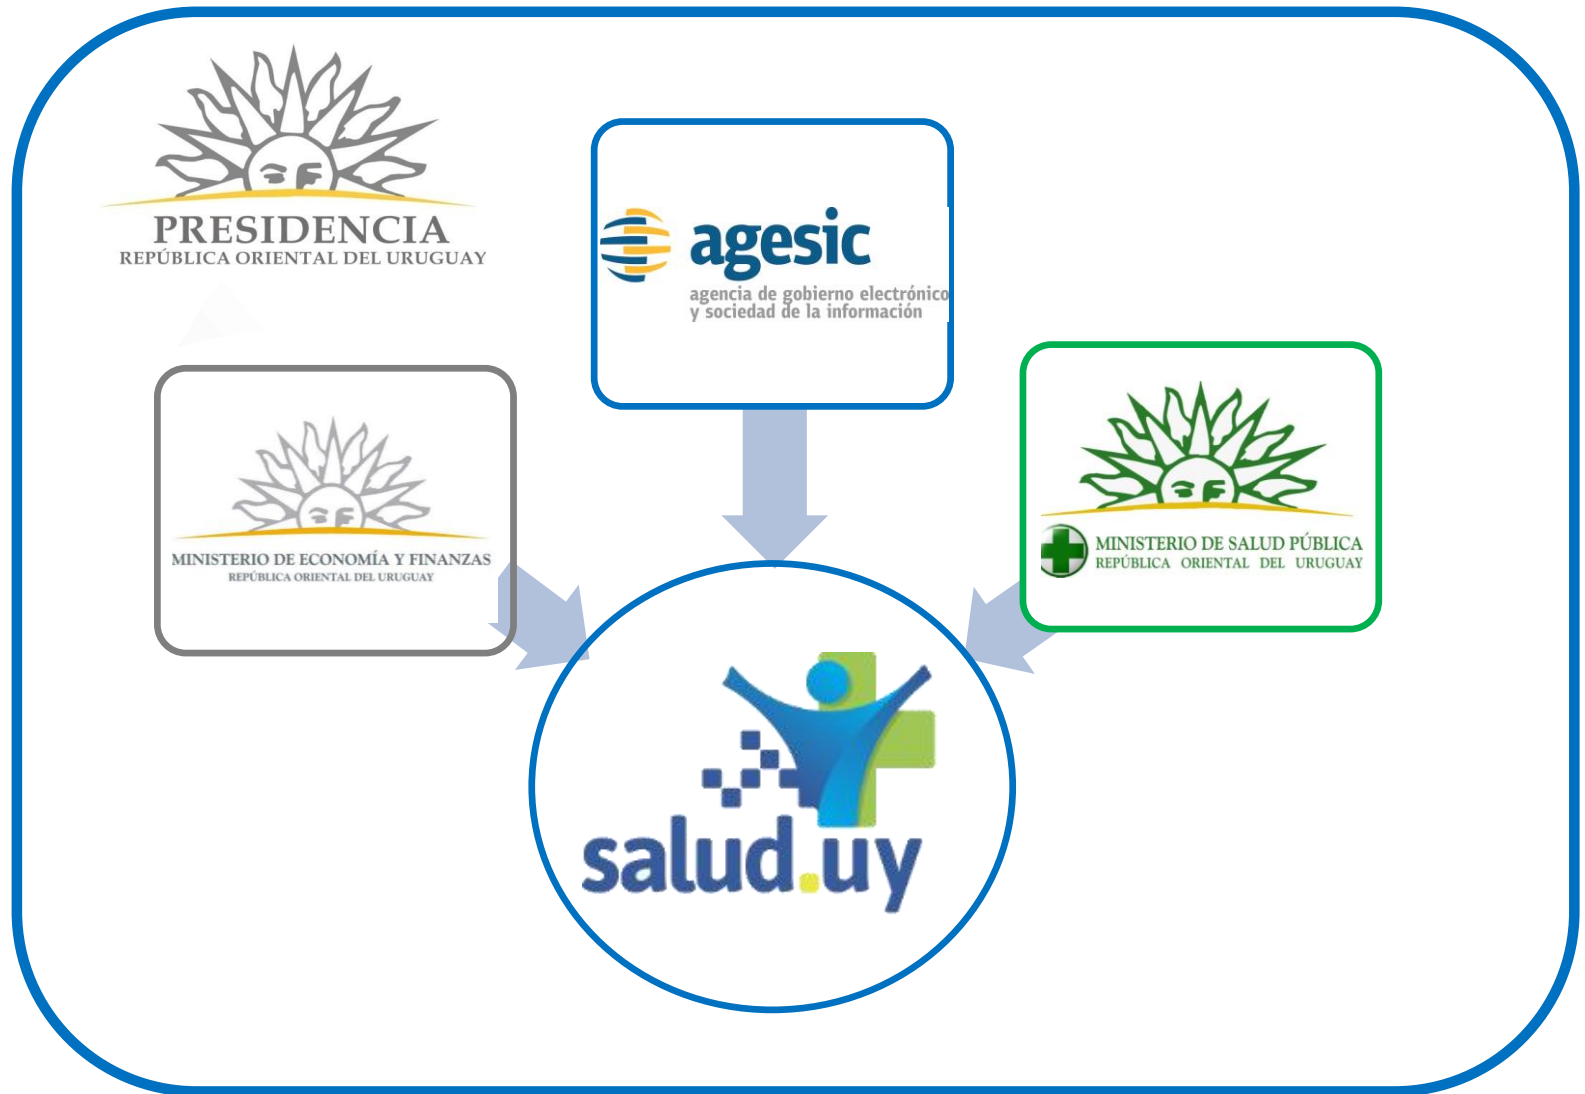 PRESIDENCIA
REPÚBLICA ORIENTAL DEL URUGUAY
agesic
agencia de gobierno electrónico
y sociedad de la información
MINISTERIO DE ECONOMÍA Y FINANZAS
REPÚBLICA ORIENTAL DEL URUGUAY
MINISTERIO DE SALUD PÚBLICA
REPÚBLICA ORIENTAL DEL URUGUAY
salud.uy